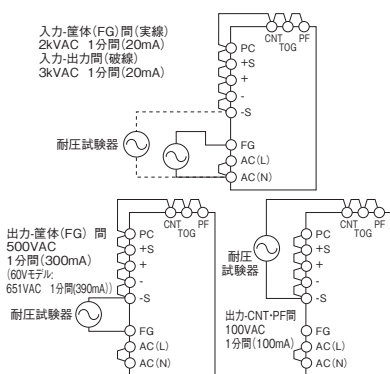 入力-筐体(FG)間(実線)
2kVAC 1分間(20mA)
入力-出力間(破線)
3kVAC 1分間(20mA)
CNT PF
TOG
PC
+S
+
-
-S
耐圧試験器
FG
AC(L)
AC(N)
出力-筐体(FG) 間
500VAC
1分間(300mA)
(60Vモデル:
651VAC 1分間(390mA))
耐圧試験器
CNT PF
TOG
PC
+S
+
-
-S
FG
AC(L)
AC(N)
耐圧
試験器
出力-CNT・PF間
100VAC
1分間(100mA)
CNT PF
TOG
PC
+S
+
-
-S
FG
AC(L)
AC(N)